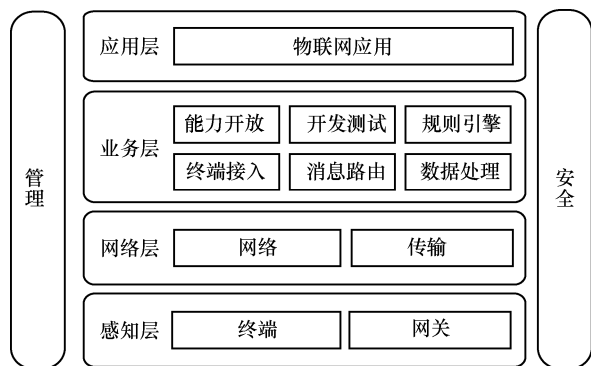 管理
应用层
物联网应用
业务层
能力开放 开发测试 规则引擎
终端接入 消息路由 数据处理
网络层
网络 传输
感知层
终端 网关
安全